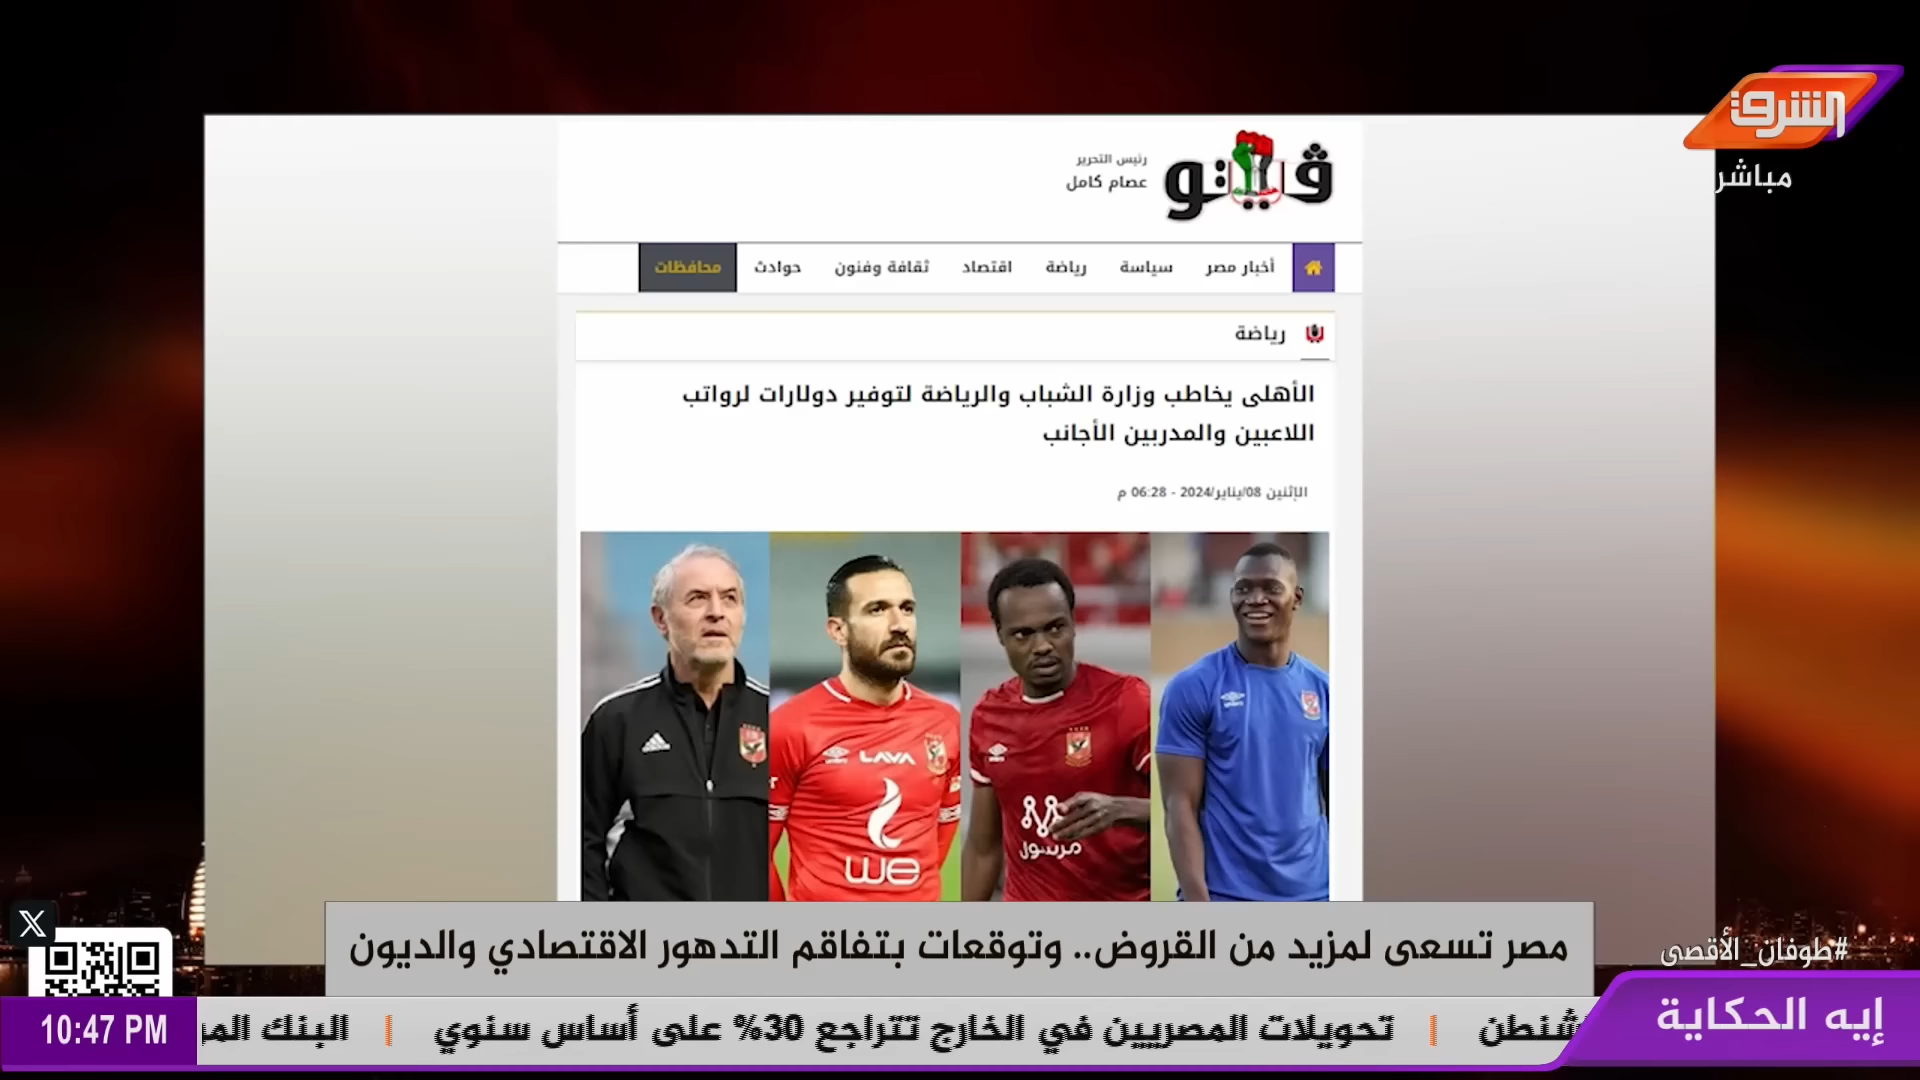 الشرق
مباشر
ڤيتو
رئيس التحرير
عصام كامل
أخبار مصر
سياسة
رياضة
اقتصاد
ثقافة وفنون
حوادث
محافظات
رياضة
الأهلى يخاطب وزارة الشباب والرياضة لتوفير دولارات لرواتب
اللاعبين والمدربين الأجانب
الإثنين 08/يناير/2024 - 06:28 م
LAVA
we
مرسول
umbro
مصر تسعى لمزيد من القروض.. وتوقعات بتفاقم التدهور الاقتصادي والديون
#طوفان_الأقصى
إيه الحكاية
تحويلات المصريين في الخارج تتراجع 30% على أساس سنوي | البنك
10:47 PM